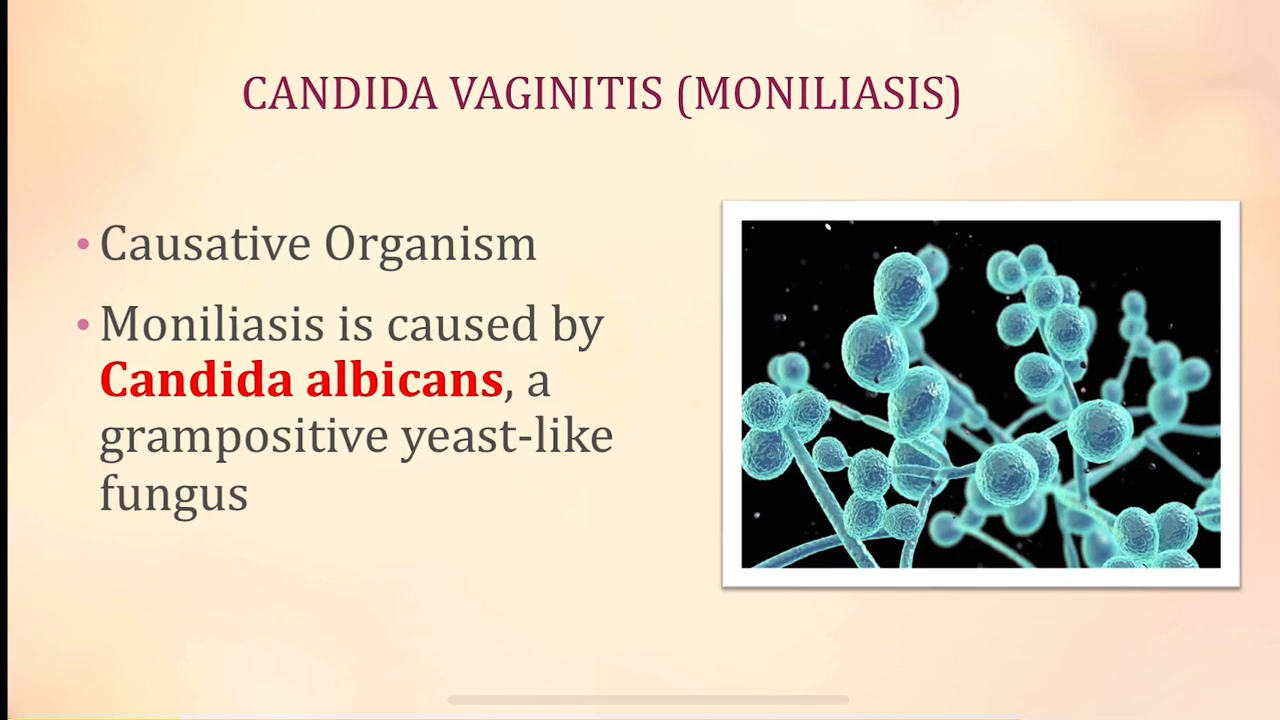 CANDIDA VAGINITIS (MONILIASIS)
• Causative Organism
• Moniliasis is caused by
Candida albicans, a
grampositive yeast-like
fungus